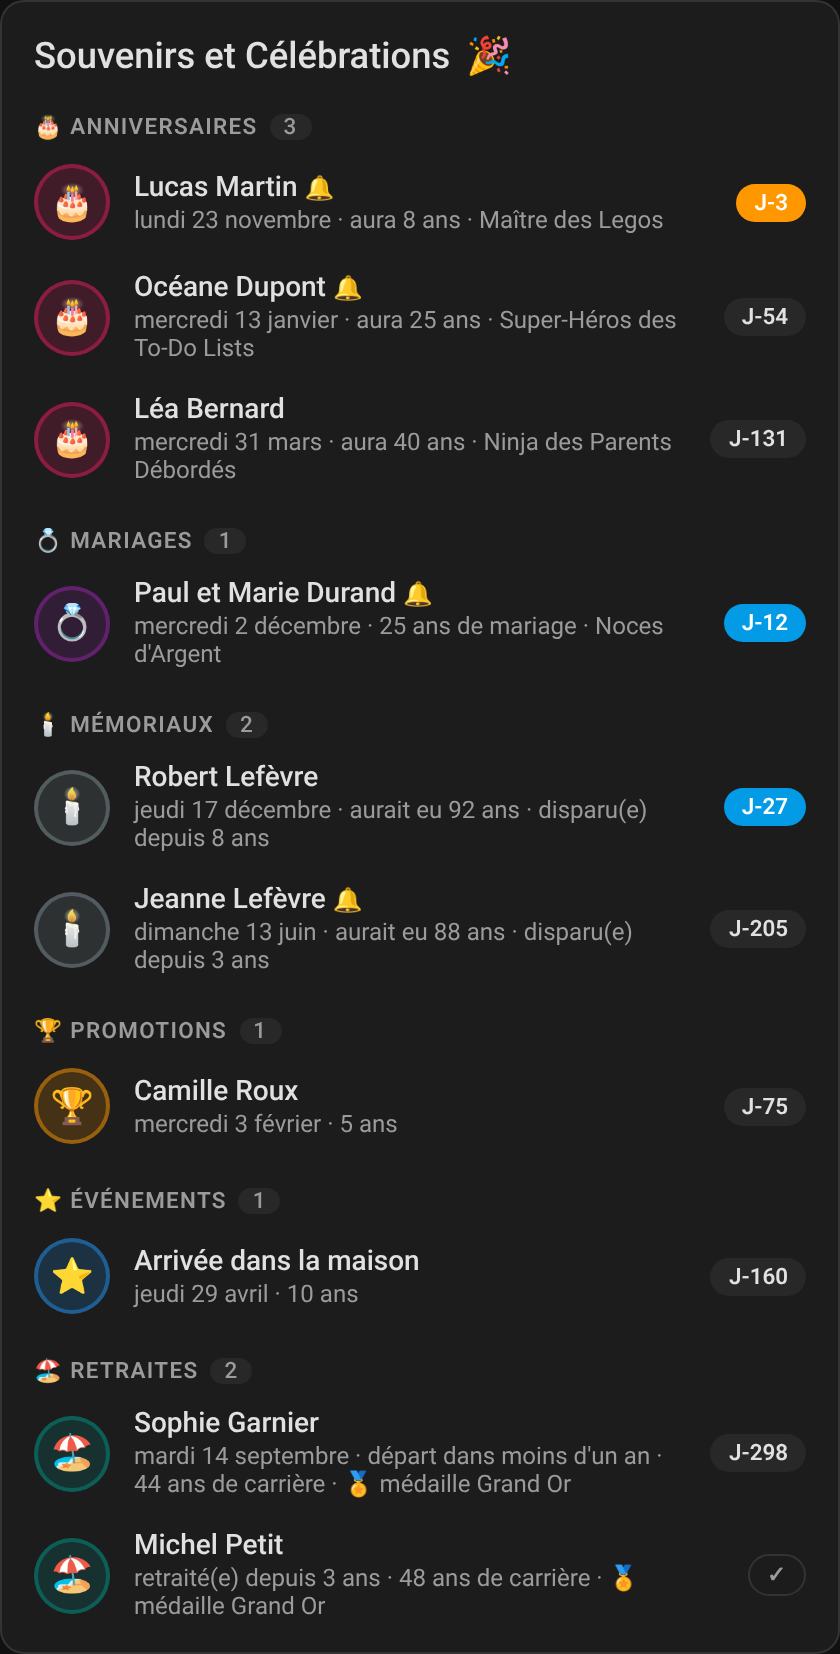 Souvenirs et Célébrations 🎉
🎂 ANNIVERSAIRES 3
Lucas Martin 🔔
lundi 23 novembre · aura 8 ans · Maître des Legos
J-3
Océane Dupont 🔔
mercredi 13 janvier · aura 25 ans · Super-Héros des
To-Do Lists
J-54
Léa Bernard
mercredi 31 mars · aura 40 ans · Ninja des Parents
Débordés
J-131
💍 MARIAGES 1
Paul et Marie Durand 🔔
mercredi 2 décembre · 25 ans de mariage · Noces
d'Argent
J-12
🕯️ MÉMORIAUX 2
Robert Lefèvre
jeudi 17 décembre · aurait eu 92 ans · disparu(e)
depuis 8 ans
J-27
Jeanne Lefèvre 🔔
dimanche 13 juin · aurait eu 88 ans · disparu(e)
depuis 3 ans
J-205
🏆 PROMOTIONS 1
Camille Roux
mercredi 3 février · 5 ans
J-75
⭐ ÉVÉNEMENTS 1
Arrivée dans la maison
jeudi 29 avril · 10 ans
J-160
🏖️ RETRAITES 2
Sophie Garnier
mardi 14 septembre · départ dans moins d'un an ·
44 ans de carrière · 🏅 médaille Grand Or
J-298
Michel Petit
retraité(e) depuis 3 ans · 48 ans de carrière · 🏅
médaille Grand Or
✓